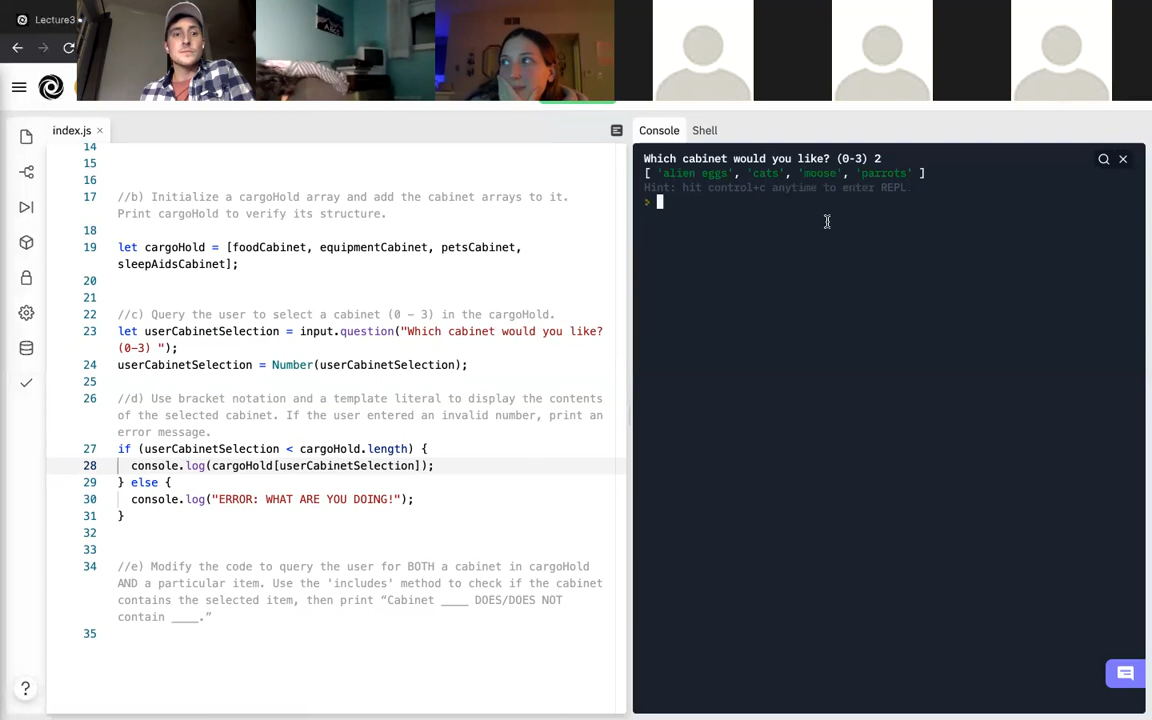 Lecture3
ARCS
index.js ×
Console Shell
14
15
16
17 //b) Initialize a cargoHold array and add the cabinet arrays to it.
Print cargoHold to verify its structure.
18
19 let cargoHold = [foodCabinet, equipmentCabinet, petsCabinet,
sleepAidsCabinet];
20
21
22 //c) Query the user to select a cabinet (0 - 3) in the cargoHold.
23 let userCabinetSelection = input.question("Which cabinet would you like?
(0-3) ");
24 userCabinetSelection = Number(userCabinetSelection);
25
26 //d) Use bracket notation and a template literal to display the contents
of the selected cabinet. If the user entered an invalid number, print an
error message.
27 if (userCabinetSelection < cargoHold.length) {
28 console.log(cargoHold[userCabinetSelection]);
29 } else {
30 console.log("ERROR: WHAT ARE YOU DOING!");
31 }
32
33
34 //e) Modify the code to query the user for BOTH a cabinet in cargoHold
AND a particular item. Use the 'includes' method to check if the cabinet
contains the selected item, then print “Cabinet ____ DOES/DOES NOT
contain ____.”
35
Which cabinet would you like? (0-3) 2
[ 'alien eggs', 'cats', 'moose', 'parrots' ]
Hint: hit control+c anytime to enter REPL.
>
?